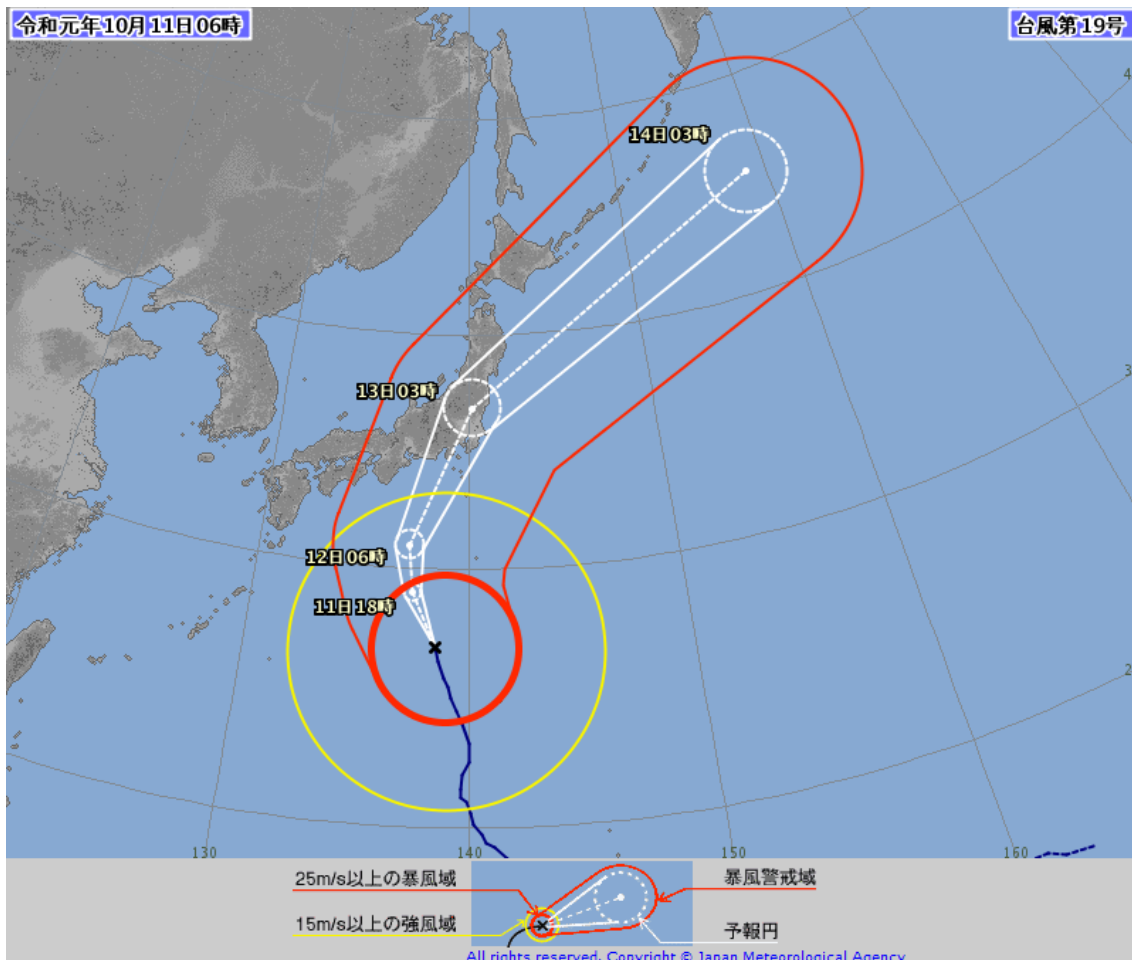 令和元年10月11日06時
台風第19号
4
14日03時
3
13日03時
12日06時
11日18時
2
130
140
150
160
25m/s以上の暴風域
暴風警戒域
15m/s以上の強風域
予報円
All rights reserved. Copyright © Japan Meteorological Agency